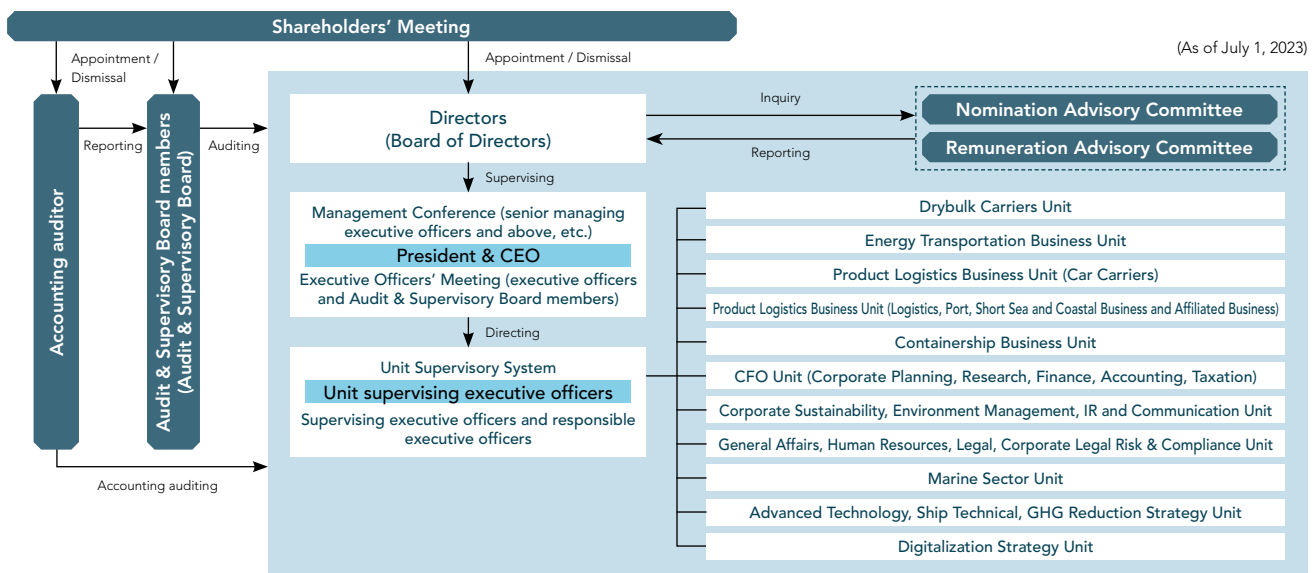 Shareholders' Meeting
(As of July 1, 2023)
Appointment /
Dismissal
Appointment / Dismissal
Accounting auditor
Reporting
Audit & Supervisory Board members
(Audit & Supervisory Board)
Auditing
Accounting auditing
Directors
(Board of Directors)
Inquiry
Reporting
Nomination Advisory Committee
Remuneration Advisory Committee
Supervising
Management Conference (senior managing
executive officers and above, etc.)
President & CEO
Executive Officers' Meeting (executive officers
and Audit & Supervisory Board members)
Directing
Unit Supervisory System
Unit supervising executive officers
Supervising executive officers and responsible
executive officers
Drybulk Carriers Unit
Energy Transportation Business Unit
Product Logistics Business Unit (Car Carriers)
Product Logistics Business Unit (Logistics, Port, Short Sea and Coastal Business and Affiliated Business)
Containership Business Unit
CFO Unit (Corporate Planning, Research, Finance, Accounting, Taxation)
Corporate Sustainability, Environment Management, IR and Communication Unit
General Affairs, Human Resources, Legal, Corporate Legal Risk & Compliance Unit
Marine Sector Unit
Advanced Technology, Ship Technical, GHG Reduction Strategy Unit
Digitalization Strategy Unit